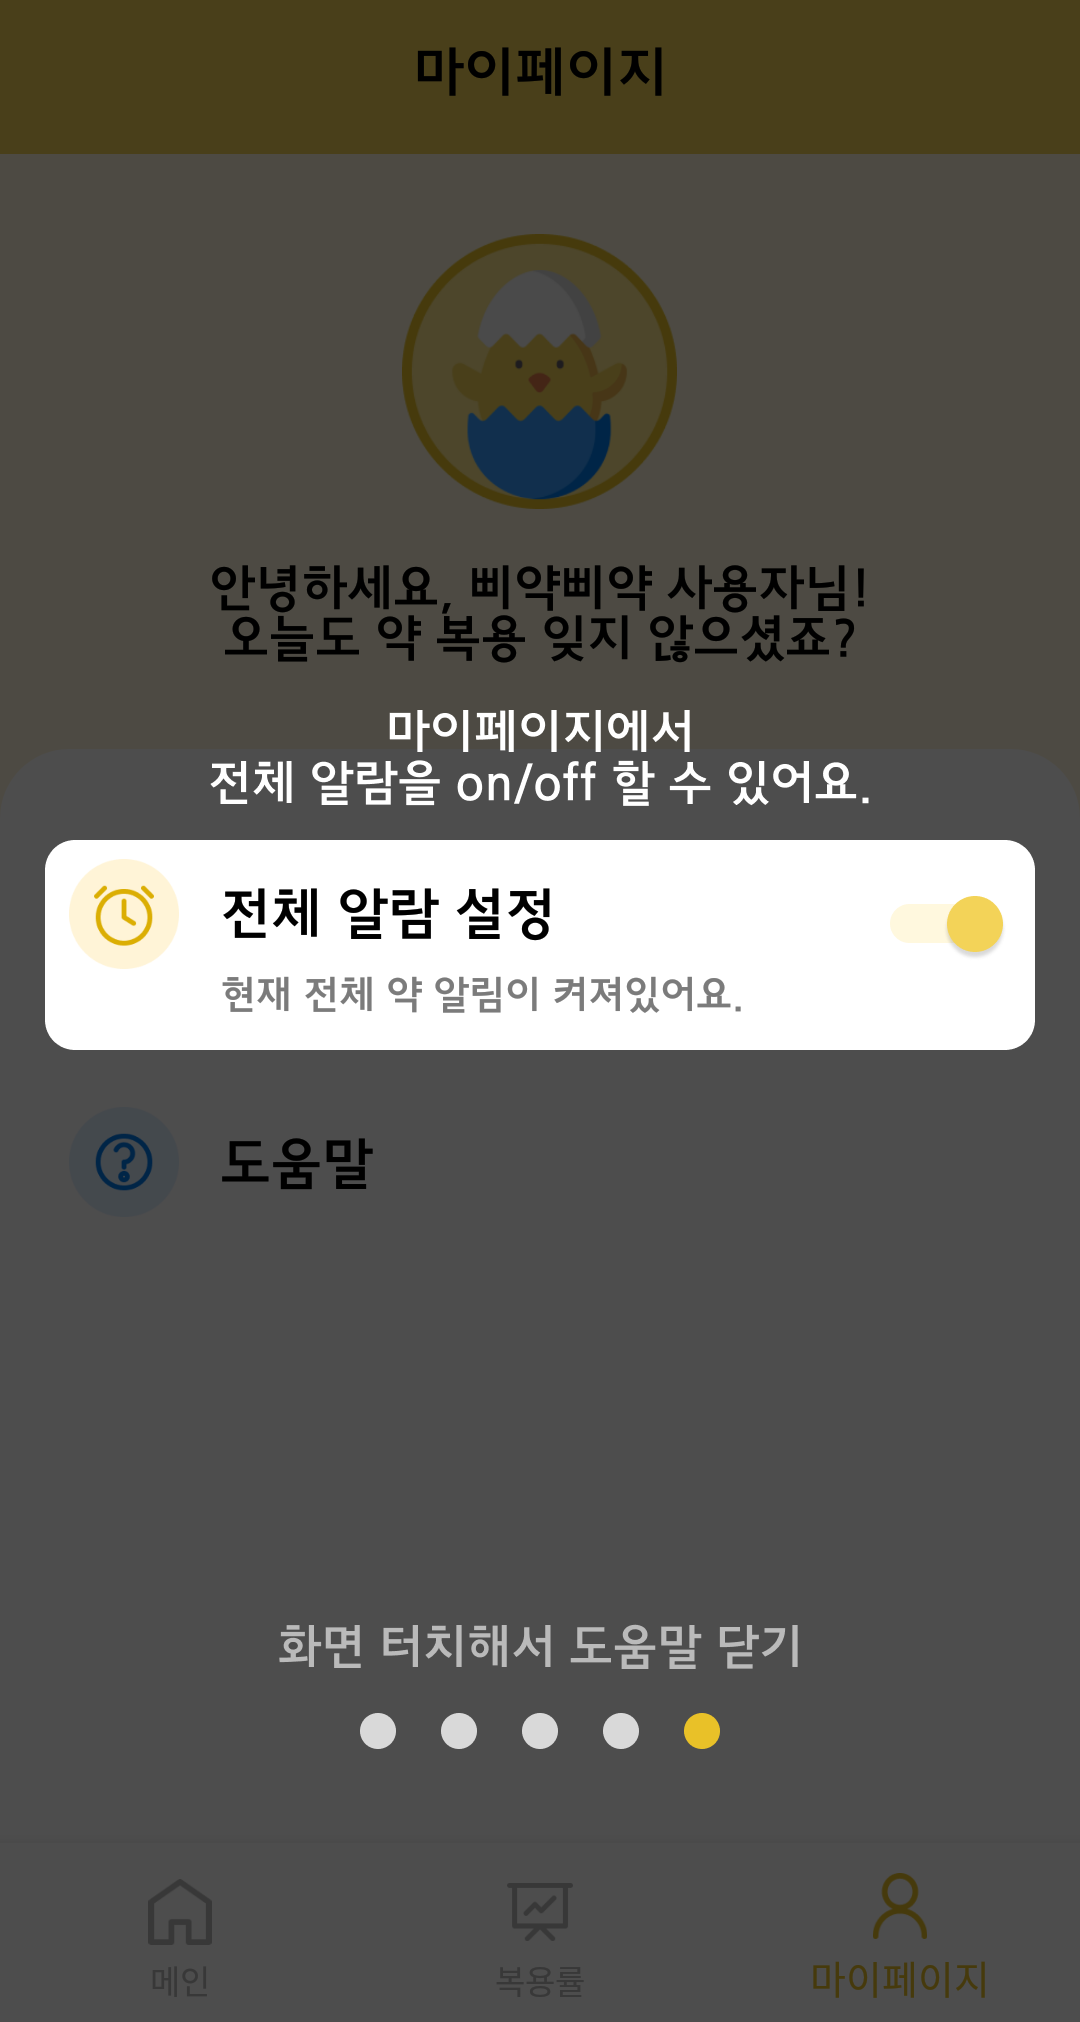 마이페이지
안녕하세요, 삐약삐약 사용자님!
오늘도 약 복용 잊지 않으셨죠?
마이페이지에서
전체 알람을 on/off 할 수 있어요.
전체 알람 설정
현재 전체 약 알림이 켜져있어요.
도움말
화면 터치해서 도움말 닫기
메인
복용률
마이페이지